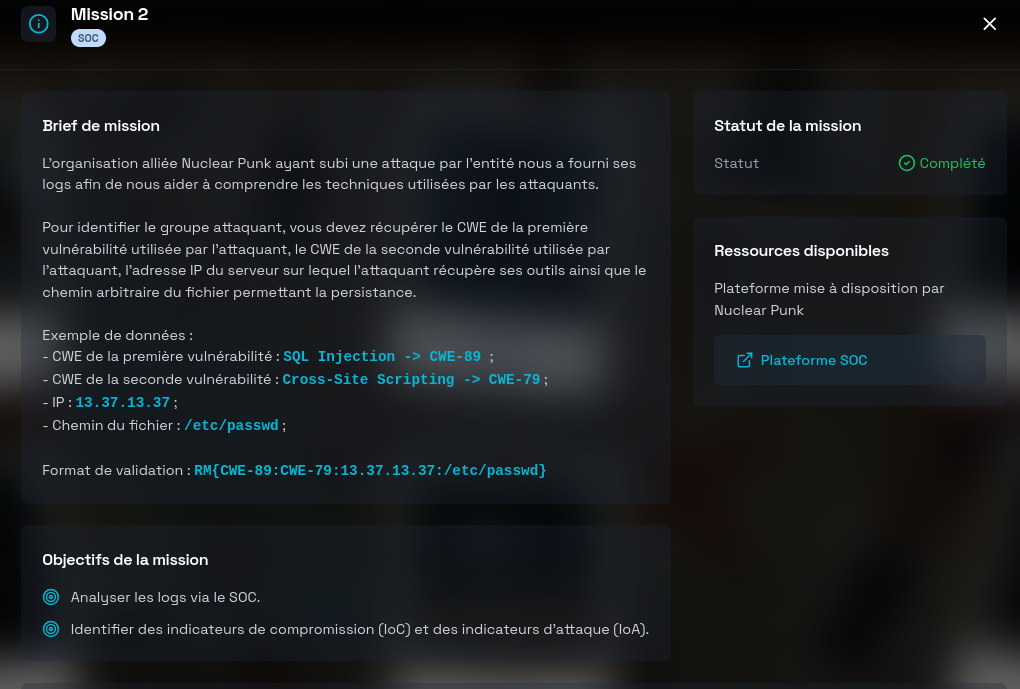 Mission 2
SOC
Brief de mission
L'organisation alliée Nuclear Punk ayant subi une attaque par l'entité nous a fourni ses
logs afin de nous aider à comprendre les techniques utilisées par les attaquants.
Pour identifier le groupe attaquant, vous devez récupérer le CWE de la première
vulnérabilité utilisée par l'attaquant, le CWE de la seconde vulnérabilité utilisée par
l'attaquant, l'adresse IP du serveur sur lequel l'attaquant récupère ses outils ainsi que le
chemin arbitraire du fichier permettant la persistance.
Exemple de données :
- CWE de la première vulnérabilité : SQL Injection -> CWE-89 ;
- CWE de la seconde vulnérabilité : Cross-Site Scripting -> CWE-79 ;
- IP : 13.37.13.37 ;
- Chemin du fichier : /etc/passwd ;
Format de validation : RM{CWE-89:CWE-79:13.37.13.37:/etc/passwd}
Objectifs de la mission
Analyser les logs via le SOC.
Identifier des indicateurs de compromission (IoC) et des indicateurs d'attaque (IoA).
Statut de la mission
Statut Complété
Ressources disponibles
Plateforme mise à disposition par
Nuclear Punk
Plateforme SOC